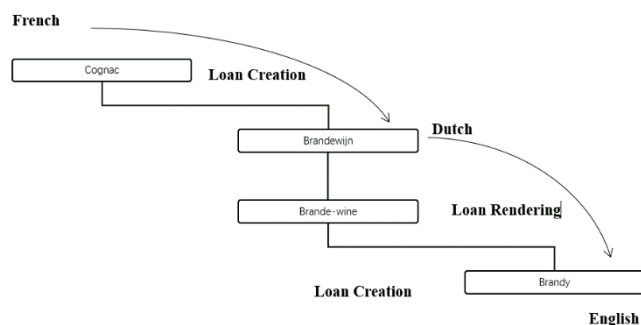 French
Cognac
Loan Creation
Brandewijn
Dutch
Brande-wine
Loan Rendering
Brandy
Loan Creation
English